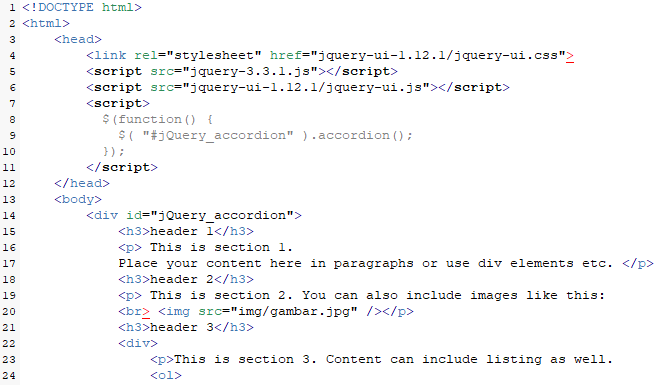 1 <!DOCTYPE html>
2 <html>
3 <head>
4 <link rel="stylesheet" href="jquery-ui-1.12.1/jquery-ui.css">
5 <script src="jquery-3.3.1.js"></script>
6 <script src="jquery-ui-1.12.1/jquery-ui.js"></script>
7 <script>
8 $(function() {
9 $( "#jQuery_accordion" ).accordion();
10 });
11 </script>
12 </head>
13 <body>
14 <div id="jQuery_accordion">
15 <h3>header 1</h3>
16 <p> This is section 1.
17 Place your content here in paragraphs or use div elements etc. </p>
18 <h3>header 2</h3>
19 <p> This is section 2. You can also include images like this:
20 <br> <img src="img/gambar.jpg" /></p>
21 <h3>header 3</h3>
22 <div>
23 <p>This is section 3. Content can include listing as well.
24 <ol>